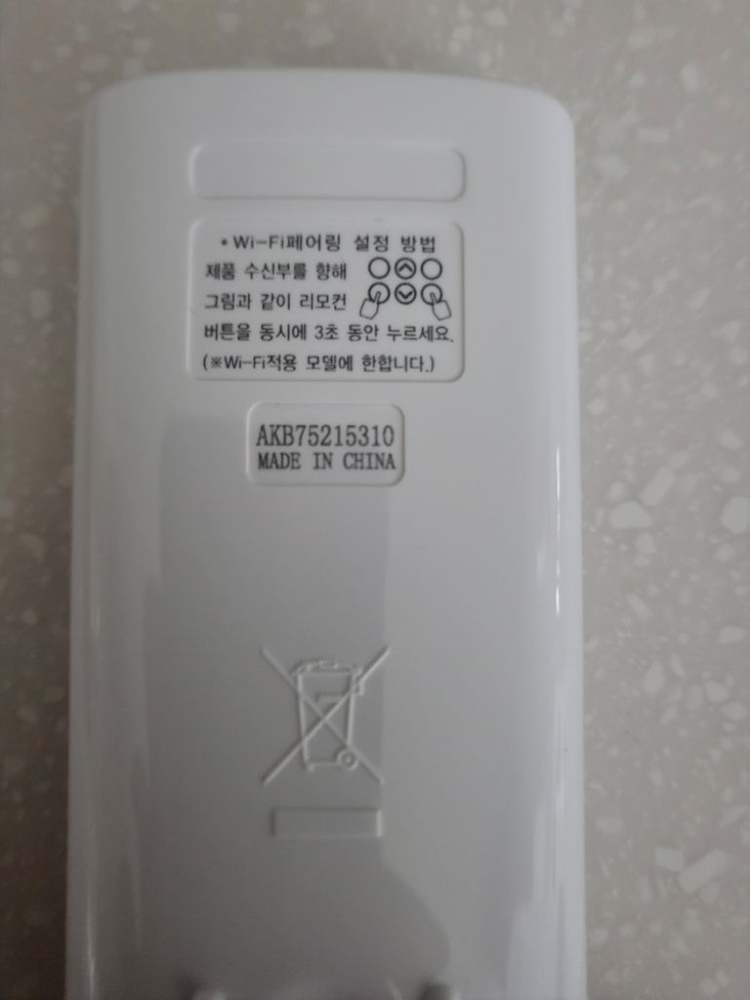 • Wi-Fi페어링 설정 방법
제품 수신부를 향해
그림과 같이 리모컨
버튼을 동시에 3초 동안 누르세요.
(※Wi-Fi적용 모델에 한합니다.)
AKB75215310
MADE IN CHINA